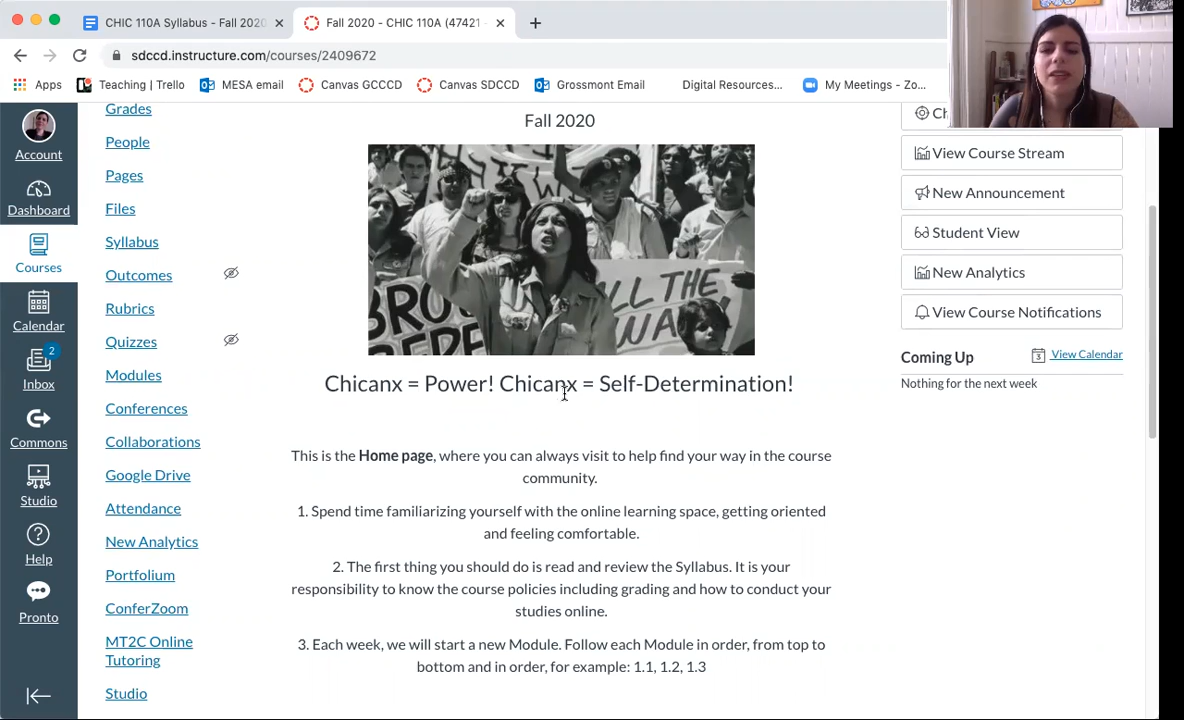 CHIC 110A Syllabus - Fall 2020
Fall 2020 - CHIC 110A (47421 -
sdccd.instructure.com/courses/2409672
Apps
Teaching | Trello
MESA email
Canvas GCCCD
Canvas SDCCD
Grossmont Email
Digital Resources...
My Meetings - Zo...
Account
Dashboard
Courses
Calendar
2
Inbox
Commons
Studio
Help
Pronto
Grades
People
Pages
Files
Syllabus
Outcomes
Rubrics
Quizzes
Modules
Conferences
Collaborations
Google Drive
Attendance
New Analytics
Portfolium
ConferZoom
MT2C Online
Tutoring
Studio
Fall 2020
ALL THE
WA
Chicanx = Power! Chicanx = Self-Determination!
This is the Home page, where you can always visit to help find your way in the course
community.
1. Spend time familiarizing yourself with the online learning space, getting oriented
and feeling comfortable.
2. The first thing you should do is read and review the Syllabus. It is your
responsibility to know the course policies including grading and how to conduct your
studies online.
3. Each week, we will start a new Module. Follow each Module in order, from top to
bottom and in order, for example: 1.1, 1.2, 1.3
View Course Stream
New Announcement
Student View
New Analytics
View Course Notifications
Coming Up
3
View Calendar
Nothing for the next week